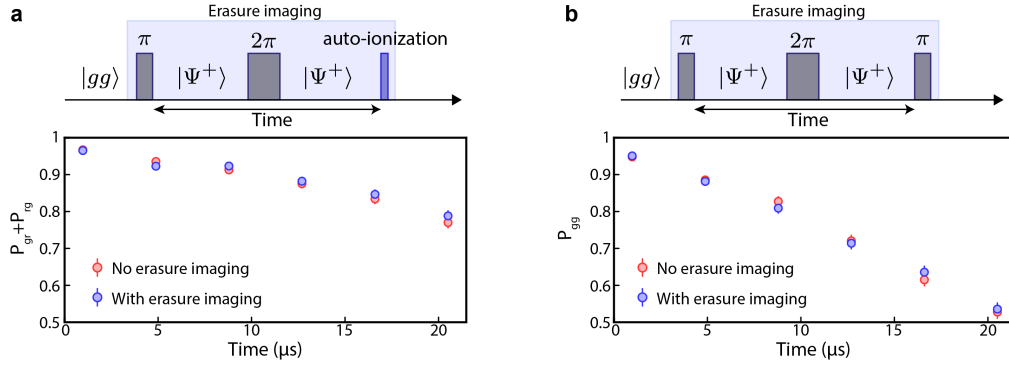 a
Erasure imaging
π
2π
auto-ionization
|gg⟩
|Ψ⁺⟩
|Ψ⁺⟩
Time
1
0.9
0.8
0.7
0.6
0.5
P_gr+P_rg
No erasure imaging
With erasure imaging
0
5
10
15
20
Time (μs)
b
Erasure imaging
π
2π
π
|gg⟩
|Ψ⁺⟩
|Ψ⁺⟩
Time
1
0.9
0.8
0.7
0.6
0.5
P_gg
No erasure imaging
With erasure imaging
0
5
10
15
20
Time (μs)